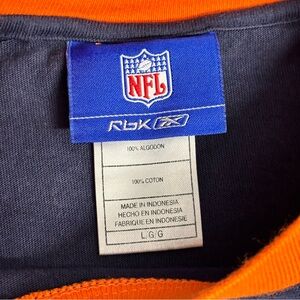 NFL
Rbk
100% ALGODON
100% COTON
MADE IN INDONESIA
HECHO EN INDONESIA
FABRIQUE EN INDONESIE
L, G, G